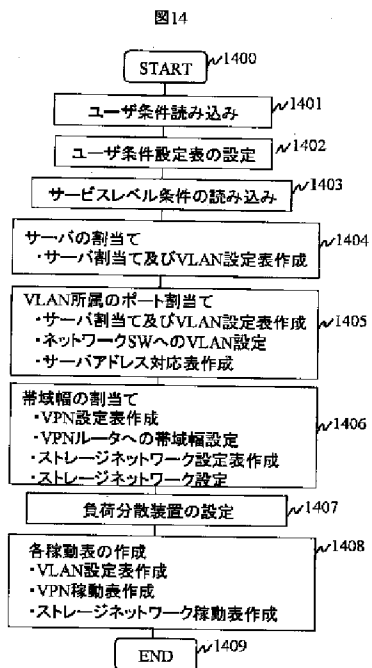 図14
START 1400
ユーザ条件読み込み 1401
ユーザ条件設定表の設定 1402
サービスレベル条件の読み込み 1403
サーバの割当て 1404
・サーバ割当て及びVLAN設定表作成
VLAN所属のポート割当て
・サーバ割当て及びVLAN設定表作成 1405
・ネットワークSWへのVLAN設定
・サーバアドレス対応表作成
帯域幅の割当て
・VPN設定表作成
・VPNルータへの帯域幅設定 1406
・ストレージネットワーク設定表作成
・ストレージネットワーク設定
負荷分散装置の設定 1407
各稼動表の作成 1408
・VLAN設定表作成
・VPN稼動表作成
・ストレージネットワーク稼動表作成
END 1409